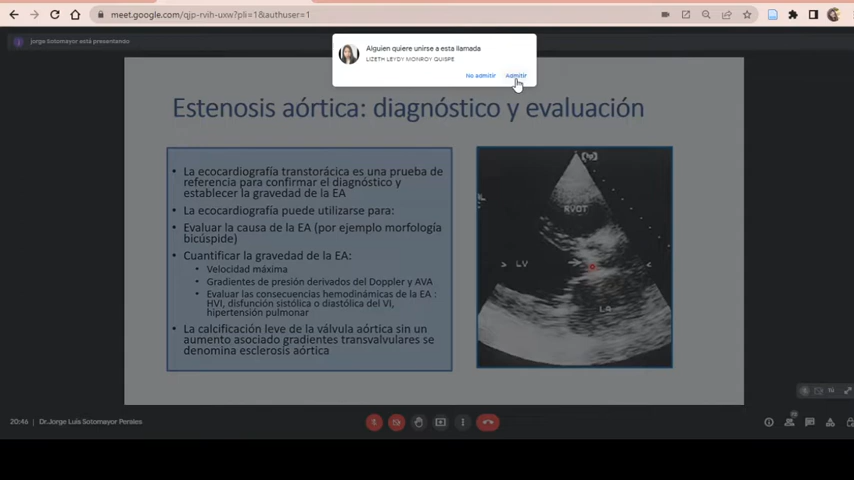 meet.google.com/qjp-rvih-uxw?pli=1&authuser=1
Jorge Sotomayor está presentando
Alguien quiere unirse a esta llamada
LIZETH LEYDY MONROY QUISPE
No admitir
Admitir
Estenosis aórtica: diagnóstico y evaluación
La ecocardiografía transtorácica es una prueba de
referencia para confirmar el diagnóstico y
establecer la gravedad de la EA
La ecocardiografía puede utilizarse para:
Evaluar la causa de la EA (por ejemplo morfología
bicúspide)
Cuantificar la gravedad de la EA:
Velocidad máxima
Gradientes de presión derivados del Doppler y AVA
Evaluar las consecuencias hemodinámicas de la EA :
HVI, disfunción sistólica o diastólica del VI,
hipertensión pulmonar
La calcificación leve de la válvula aórtica sin un
aumento asociado gradientes transvalvulares se
denomina esclerosis aórtica
RVOT
LV
LA
20:46
Dr.Jorge Luis Sotomayor Perales